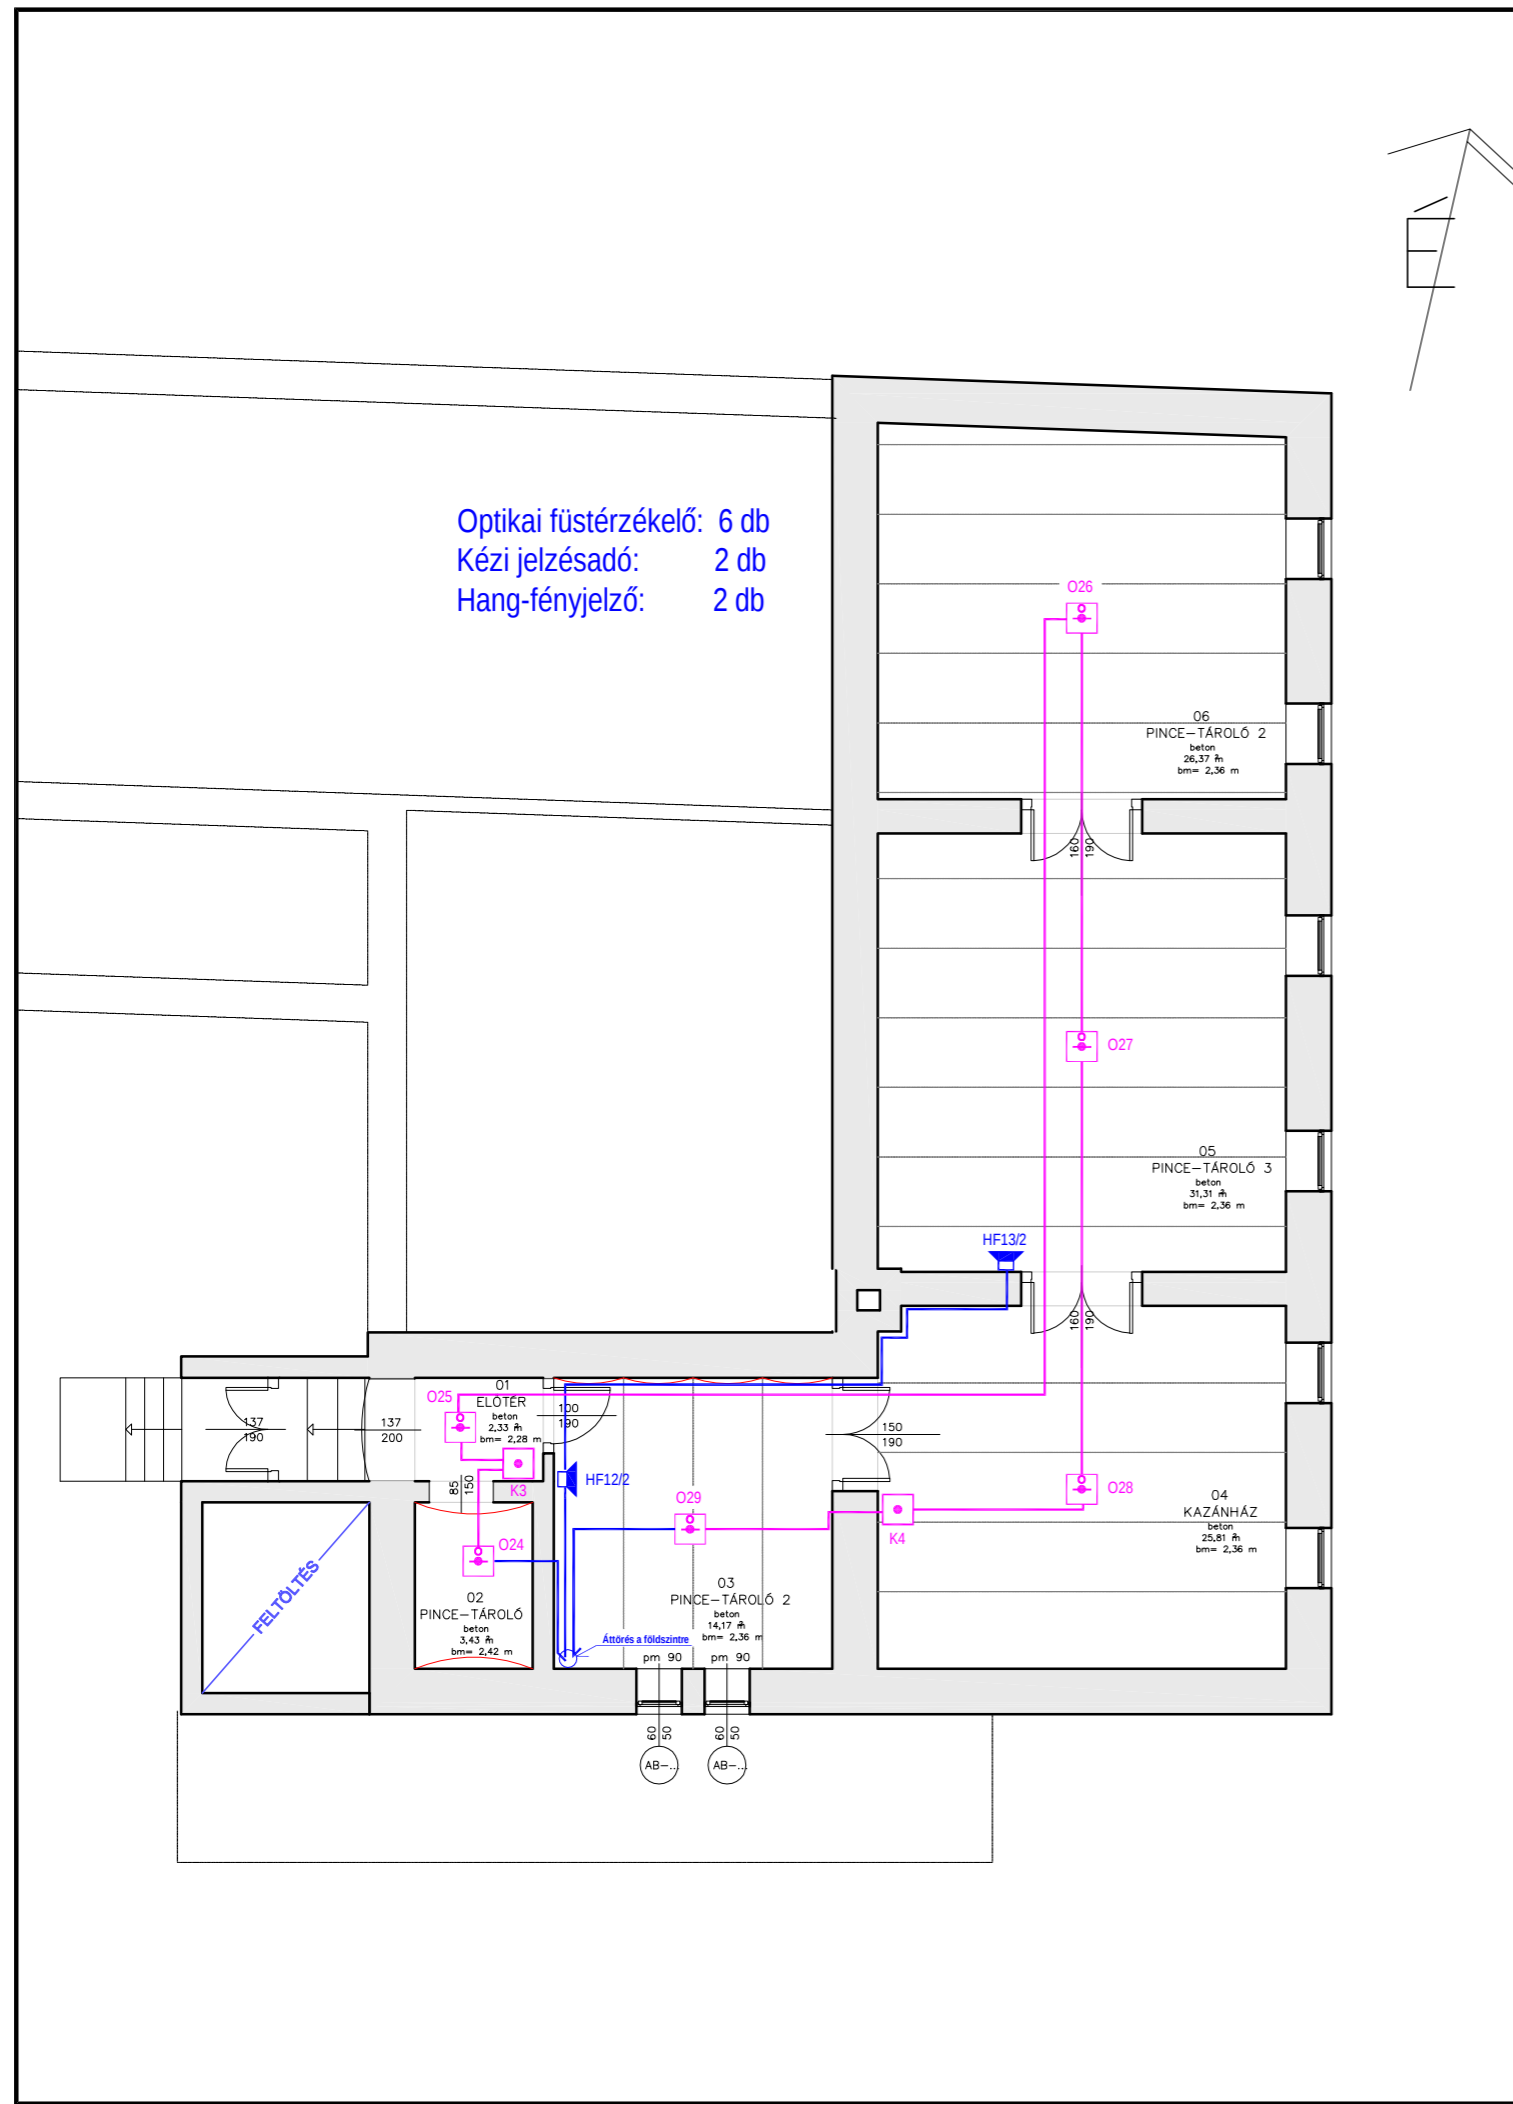 Optikai füstérzékelő: 6 db
Kézi jelzésadó: 2 db
Hang-fényjelző: 2 db
É
O26
06
PINCE-TÁROLÓ 2
beton
26,37 m²
bm= 2,36 m
160
190
O27
05
PINCE-TÁROLÓ 3
beton
31,31 m²
bm= 2,36 m
HF13/2
160
190
01
ELŐTÉR
beton
2,33 m²
bm= 2,28 m
O25
137
190
137
200
100
190
150
190
85
150
K3
HF12/2
O29
K4
O28
04
KAZÁNHÁZ
beton
25,81 m²
bm= 2,36 m
O24
FELTÖLTÉS
02
PINCE-TÁROLÓ
beton
3,43 m²
bm= 2,42 m
03
PINCE-TÁROLÓ 2
beton
14,17 m²
bm= 2,36 m
Áttörés a földszintre
pm 90
pm 90
60
50
60
50
AB-...
AB-...